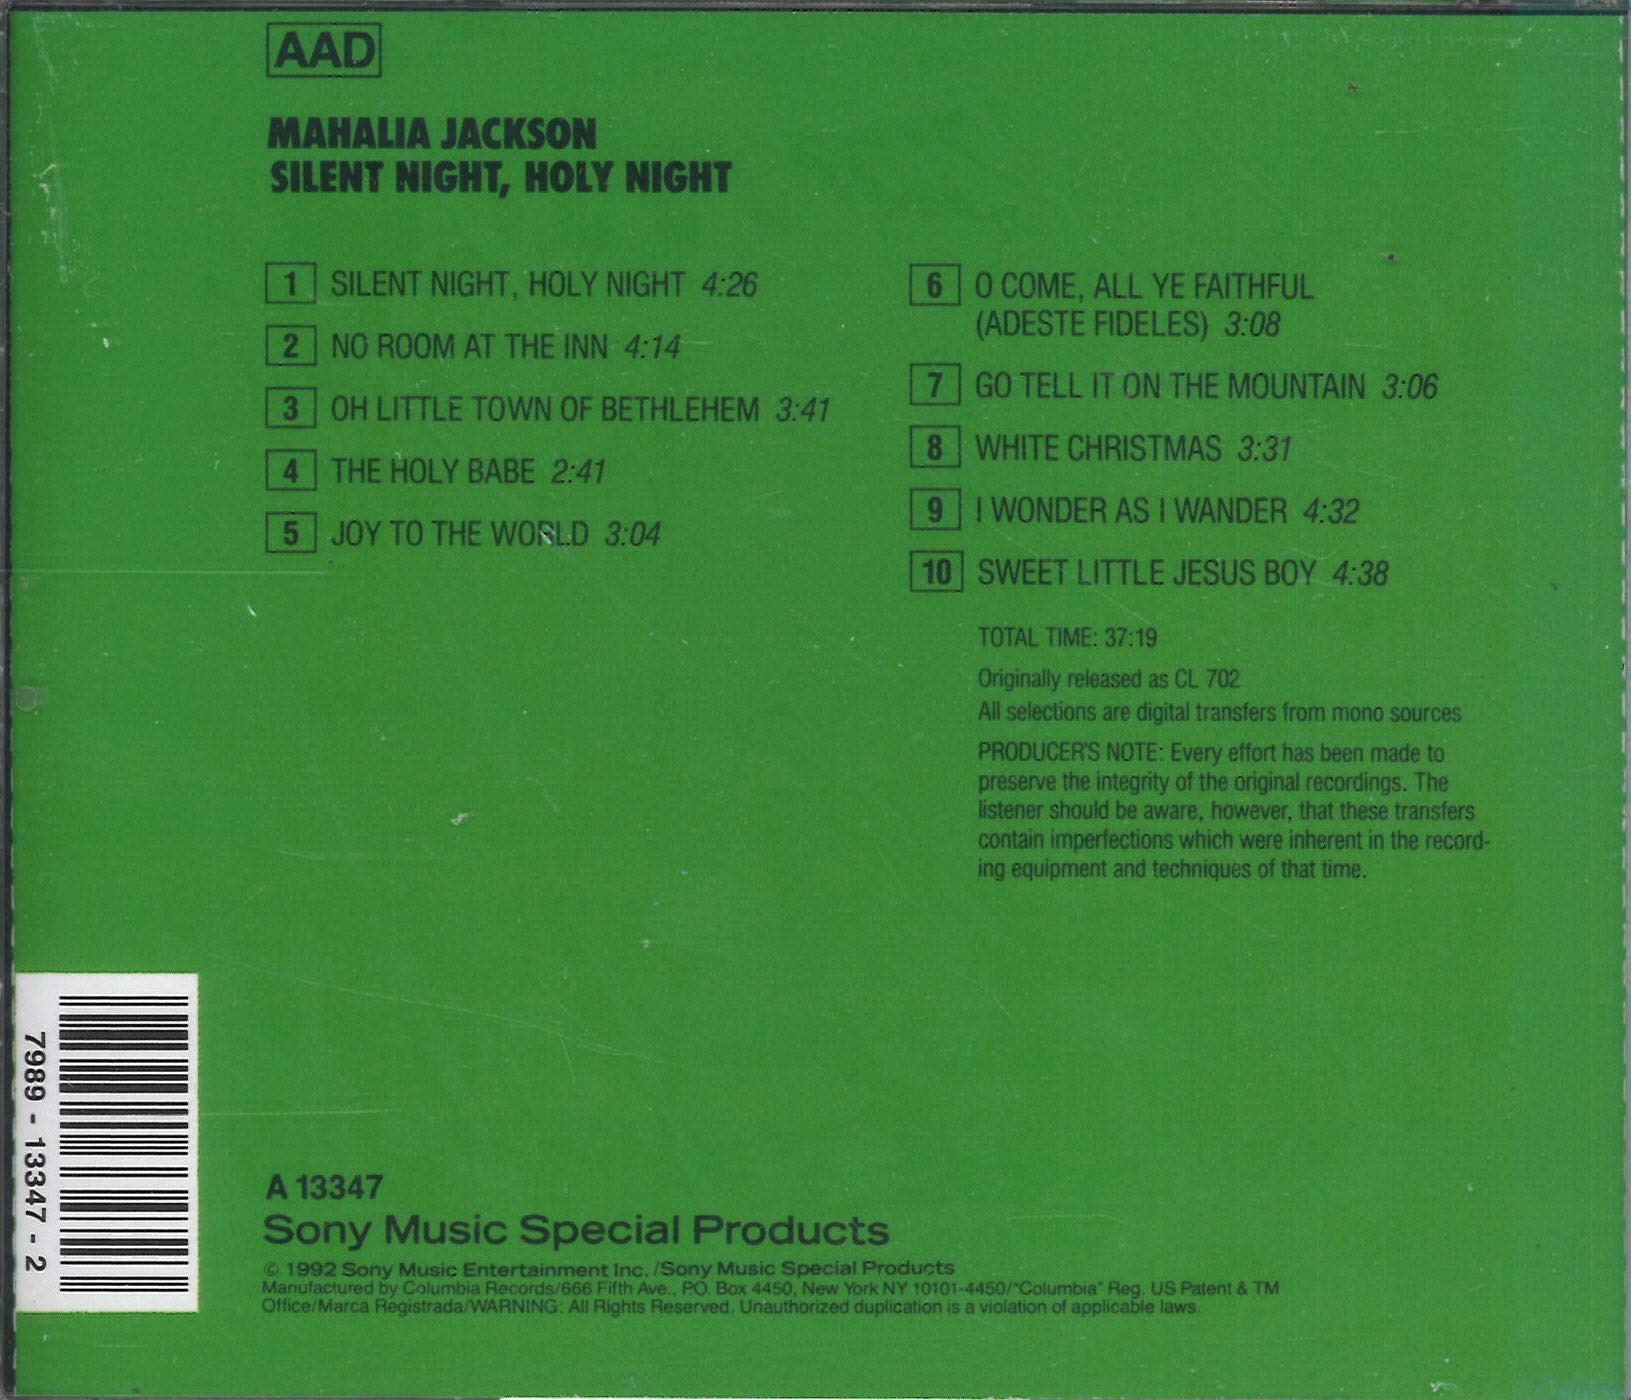 AAD
MAHALIA JACKSON
SILENT NIGHT, HOLY NIGHT
1 SILENT NIGHT, HOLY NIGHT 4:26
2 NO ROOM AT THE INN 4:14
3 OH LITTLE TOWN OF BETHLEHEM 3:41
4 THE HOLY BABE 2:41
5 JOY TO THE WORLD 3:04
6 O COME, ALL YE FAITHFUL
(ADESTE FIDELES) 3:08
7 GO TELL IT ON THE MOUNTAIN 3:06
8 WHITE CHRISTMAS 3:31
9 I WONDER AS I WANDER 4:32
10 SWEET LITTLE JESUS BOY 4:38
TOTAL TIME: 37:19
Originally released as CL 702
All selections are digital transfers from mono sources
PRODUCER'S NOTE: Every effort has been made to
preserve the integrity of the original recordings. The
listener should be aware, however, that these transfers
contain imperfections which were inherent in the record-
ing equipment and techniques of that time.
7989 - 13347 - 2
A 13347
Sony Music Special Products
© 1992 Sony Music Entertainment Inc./Sony Music Special Products
Manufactured by Columbia Records/666 Fifth Ave., P.O. Box 4450, New York NY 10101-4450/"Columbia" Reg. US Patent & TM
Office/Marca Registrada/WARNING: All Rights Reserved. Unauthorized duplication is a violation of applicable laws.